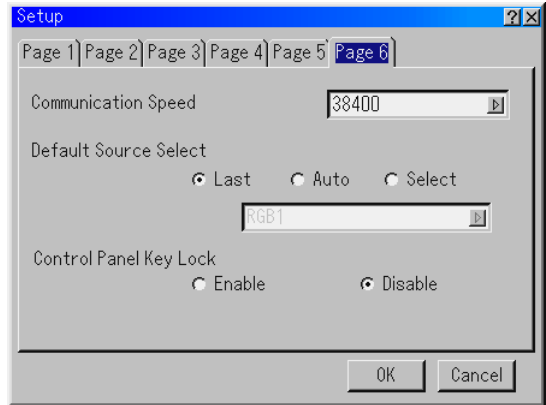 Setup
Page 1 Page 2 Page 3 Page 4 Page 5 Page 6
Communication Speed 38400
Default Source Select
Last Auto Select
RGB1
Control Panel Key Lock
Enable Disable
OK Cancel